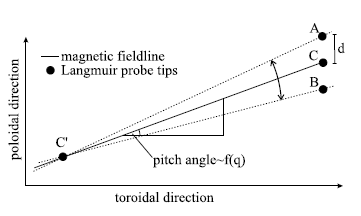 A
d
magnetic fieldline
Langmuir probe tips
C
B
C'
pitch angle~f(q)
poloidal direction
toroidal direction